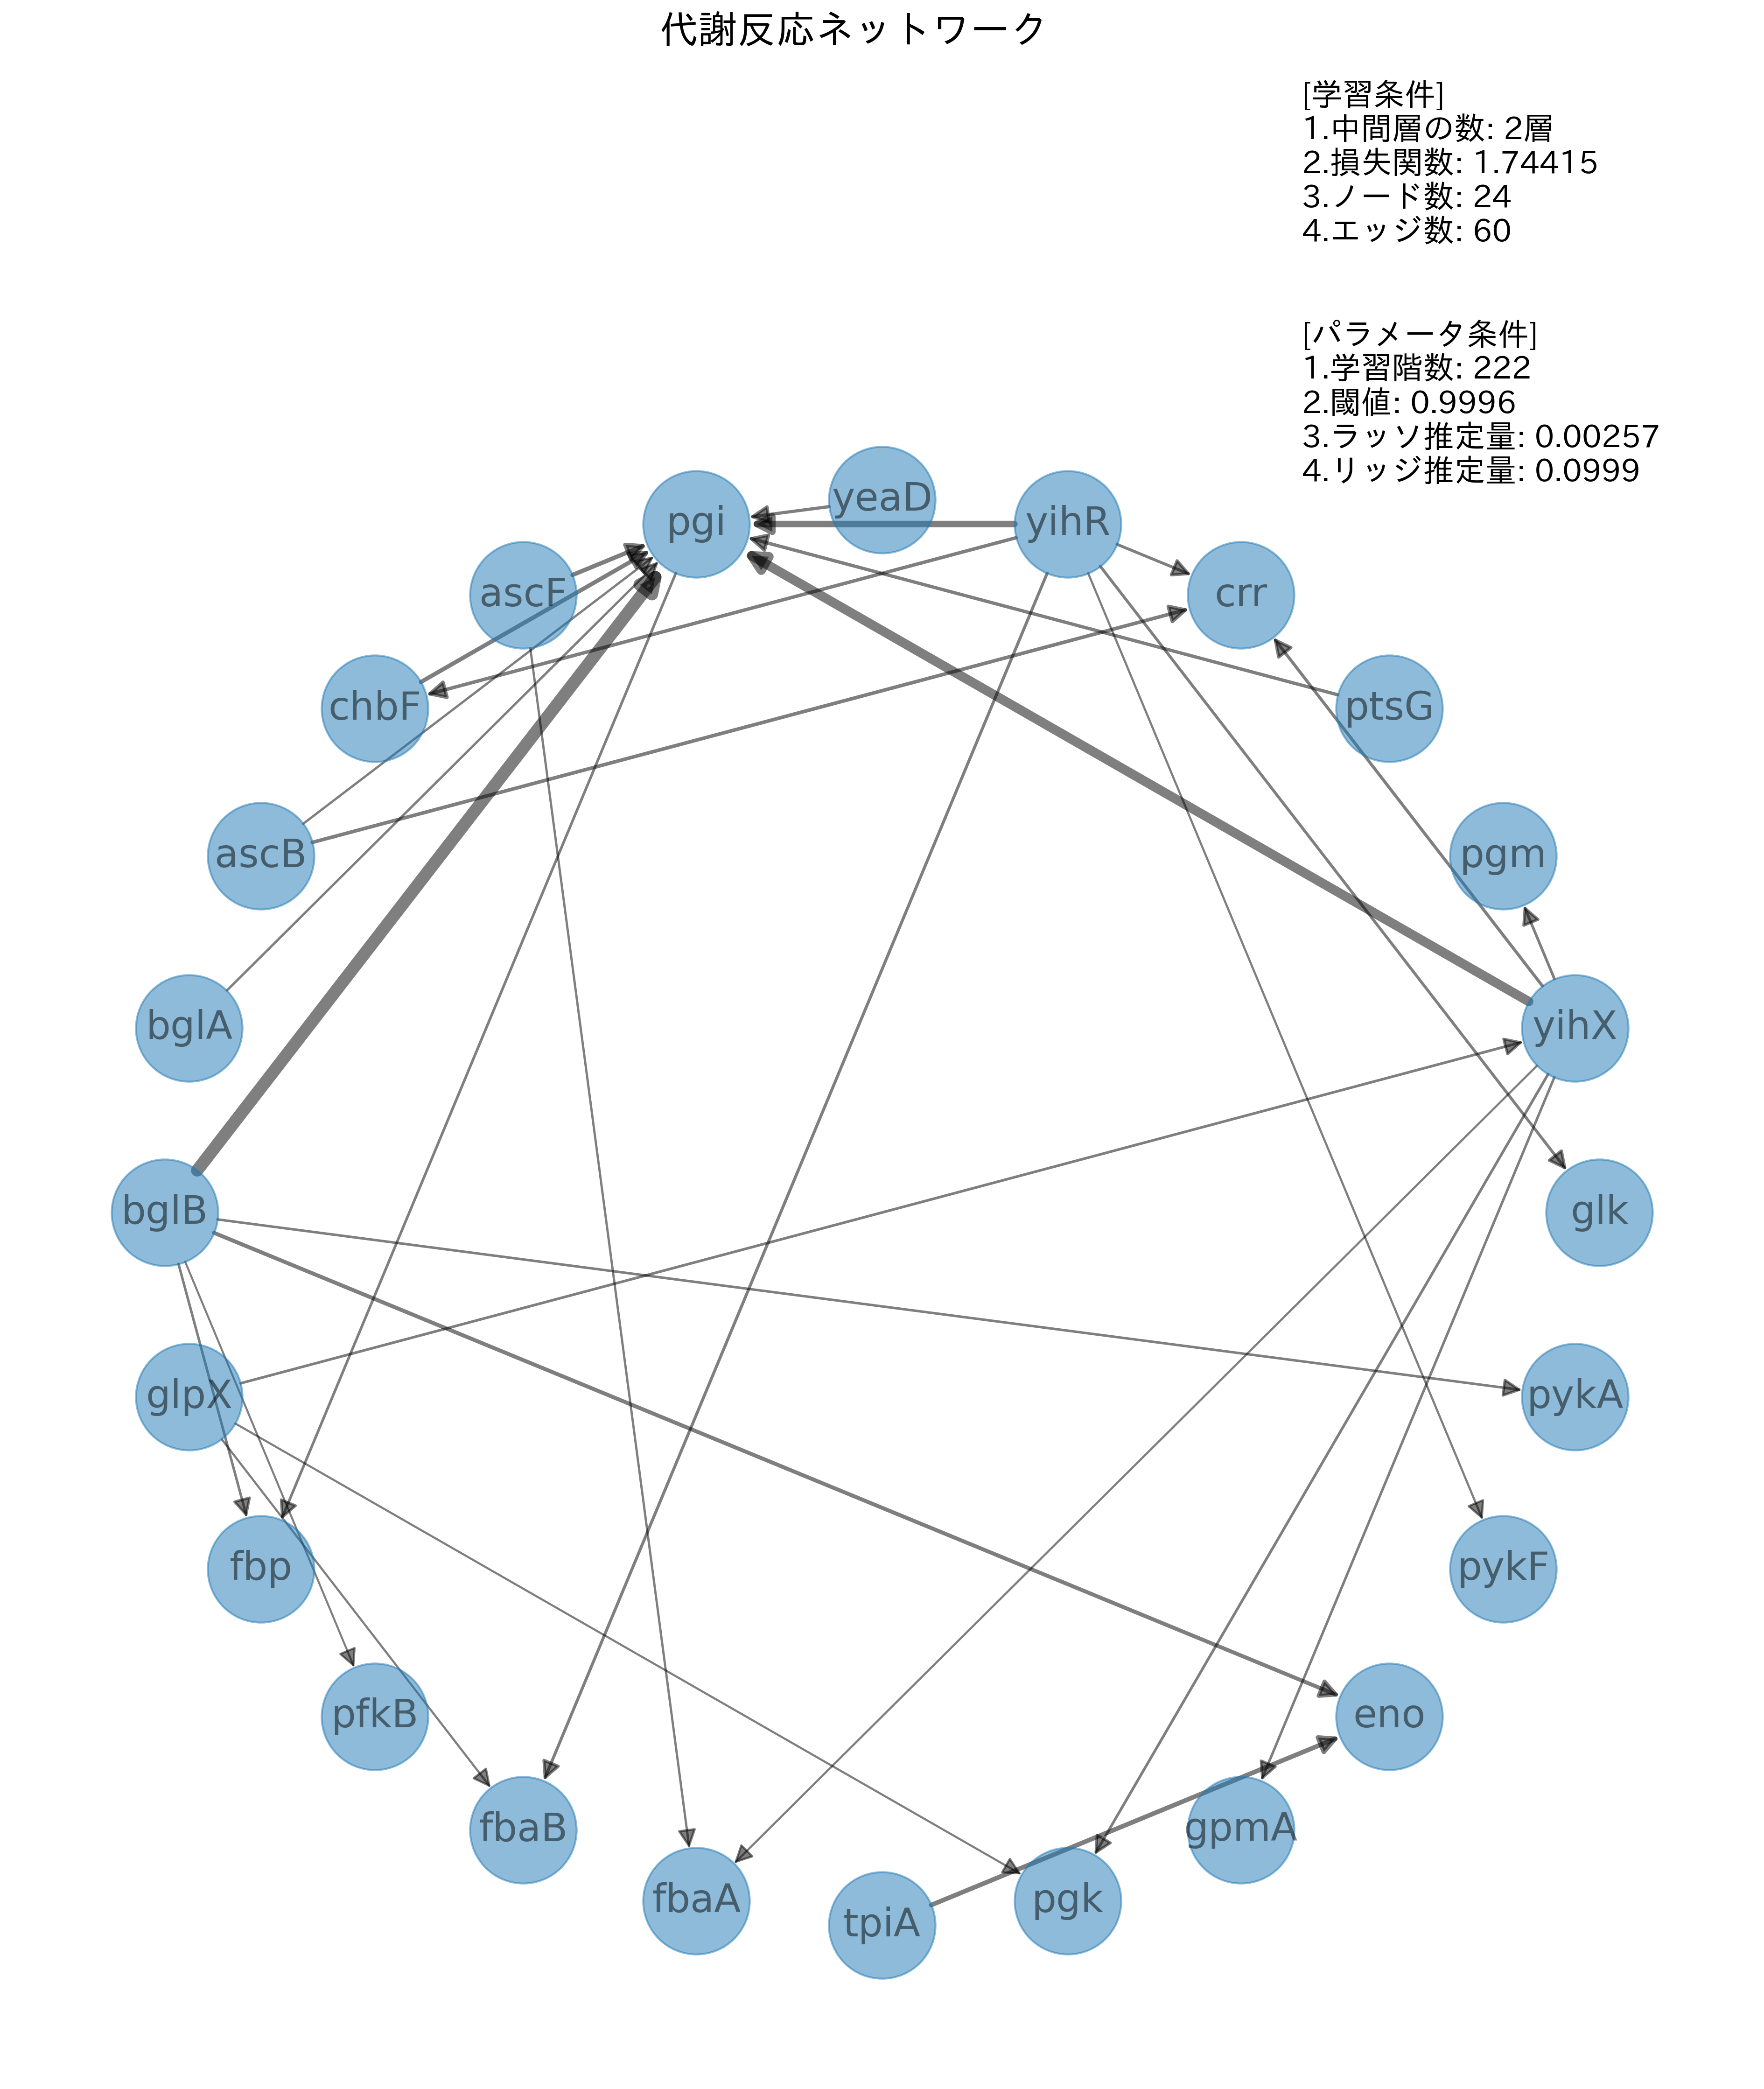 代謝反応ネットワーク
[学習条件]
1.中間層の数: 2層
2.損失関数: 1.74415
3.ノード数: 24
4.エッジ数: 60
[パラメータ条件]
1.学習階数: 222
2.閾値: 0.9996
3.ラッソ推定量: 0.00257
4.リッジ推定量: 0.0999
yeaD
pgi
yihR
ascF
crr
chbF
ptsG
ascB
pgm
bglA
yihX
bglB
glk
glpX
pykA
fbp
pykF
pfkB
eno
fbaB
gpmA
fbaA
pgk
tpiA